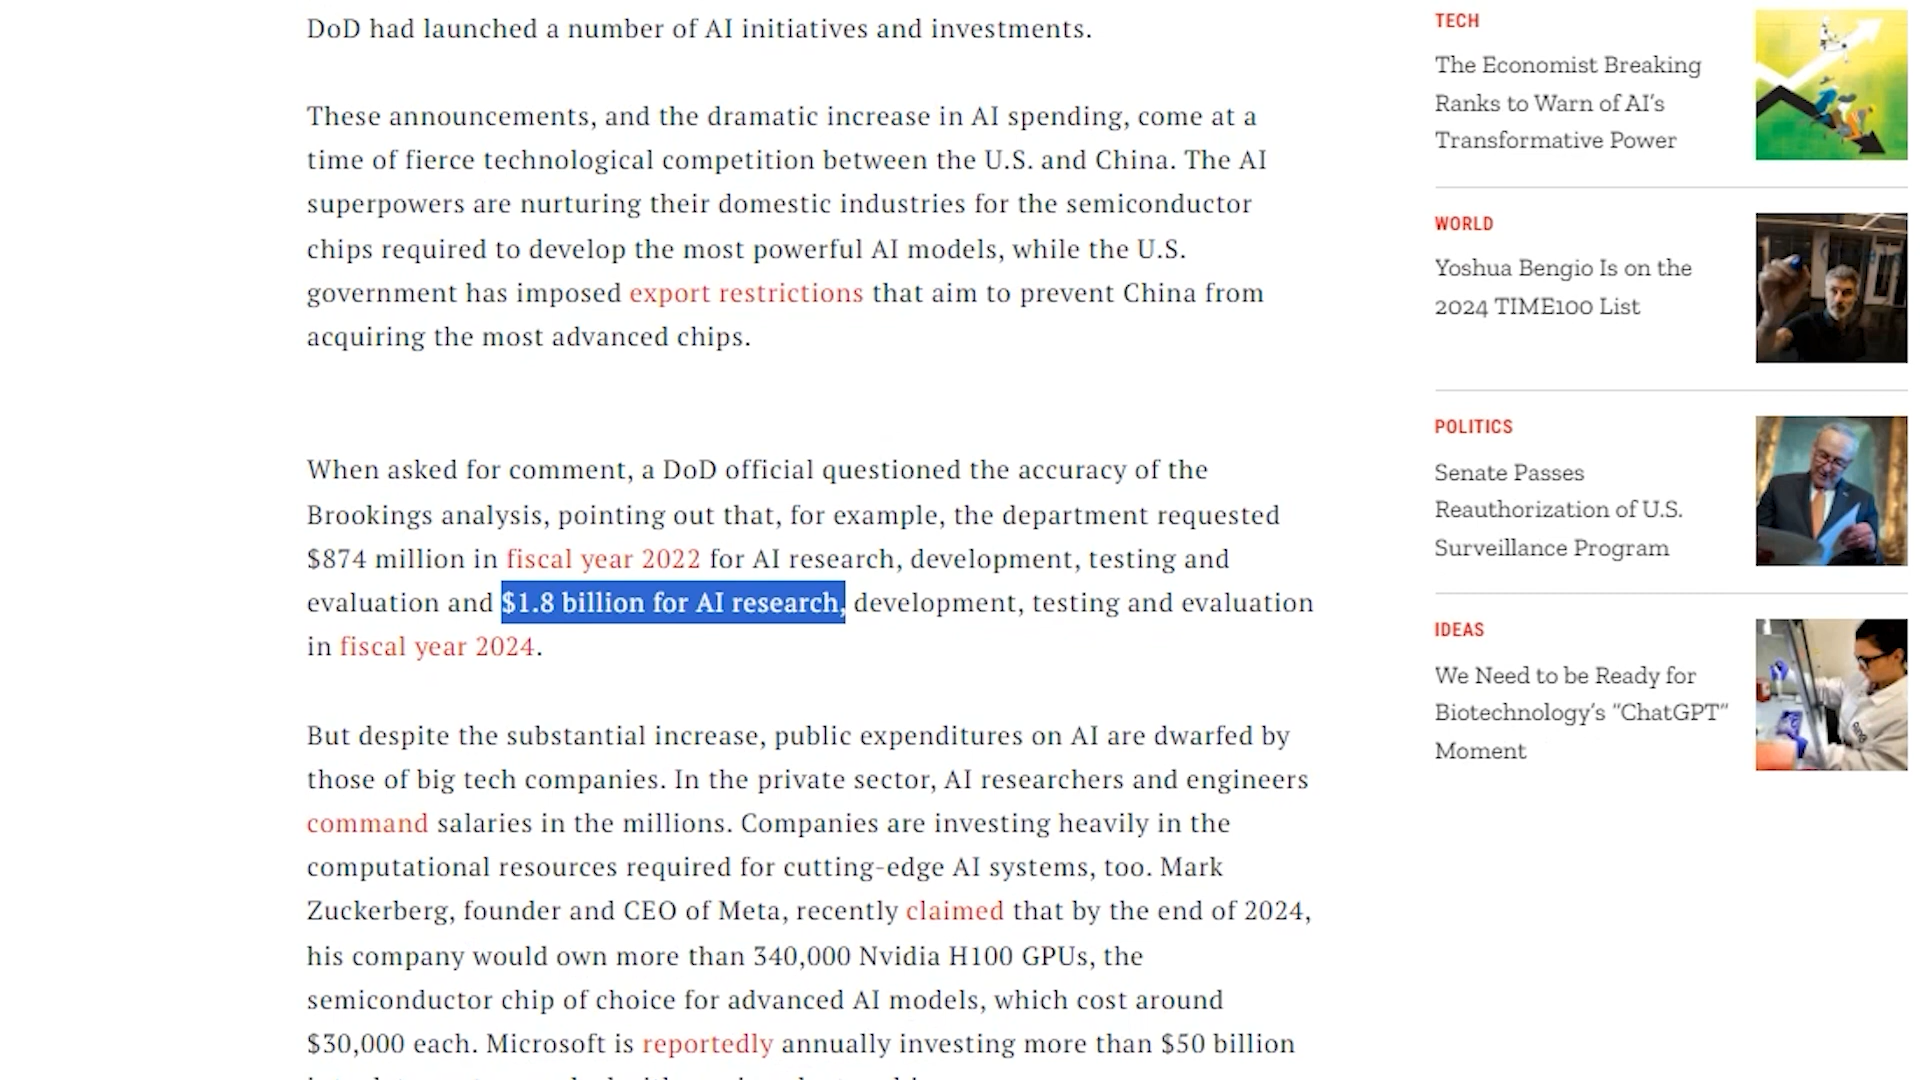 DoD had launched a number of AI initiatives and investments.
These announcements, and the dramatic increase in AI spending, come at a
time of fierce technological competition between the U.S. and China. The AI
superpowers are nurturing their domestic industries for the semiconductor
chips required to develop the most powerful AI models, while the U.S.
government has imposed export restrictions that aim to prevent China from
acquiring the most advanced chips.
When asked for comment, a DoD official questioned the accuracy of the
Brookings analysis, pointing out that, for example, the department requested
$874 million in fiscal year 2022 for AI research, development, testing and
evaluation and $1.8 billion for AI research, development, testing and evaluation
in fiscal year 2024.
But despite the substantial increase, public expenditures on AI are dwarfed by
those of big tech companies. In the private sector, AI researchers and engineers
command salaries in the millions. Companies are investing heavily in the
computational resources required for cutting-edge AI systems, too. Mark
Zuckerberg, founder and CEO of Meta, recently claimed that by the end of 2024,
his company would own more than 340,000 Nvidia H100 GPUs, the
semiconductor chip of choice for advanced AI models, which cost around
$30,000 each. Microsoft is reportedly annually investing more than $50 billion
TECH
The Economist Breaking
Ranks to Warn of AI's
Transformative Power
WORLD
Yoshua Bengio Is on the
2024 TIME100 List
POLITICS
Senate Passes
Reauthorization of U.S.
Surveillance Program
IDEAS
We Need to be Ready for
Biotechnology's "ChatGPT"
Moment